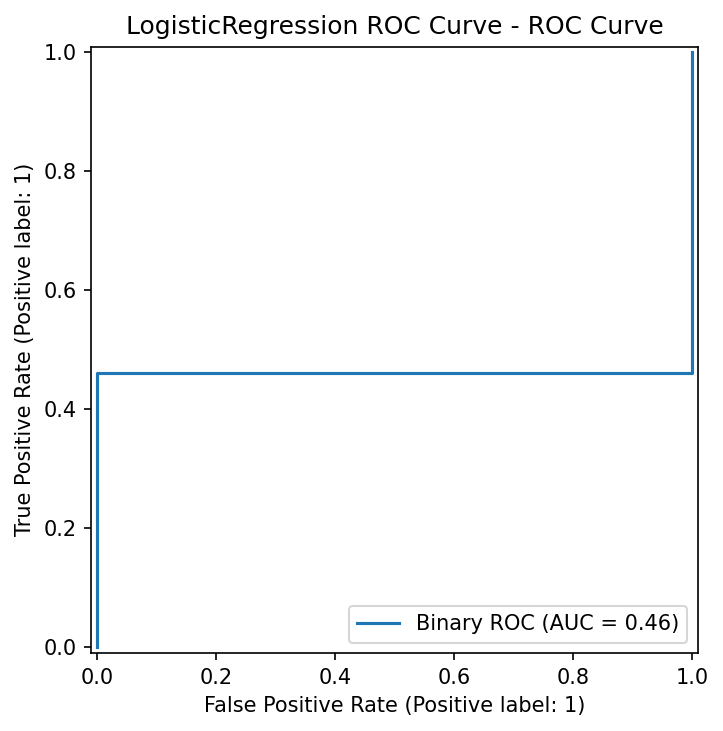 LogisticRegression ROC Curve - ROC Curve
1.0
0.8
0.6
0.4
0.2
0.0
True Positive Rate (Positive label: 1)
Binary ROC (AUC = 0.46)
0.0 0.2 0.4 0.6 0.8 1.0
False Positive Rate (Positive label: 1)